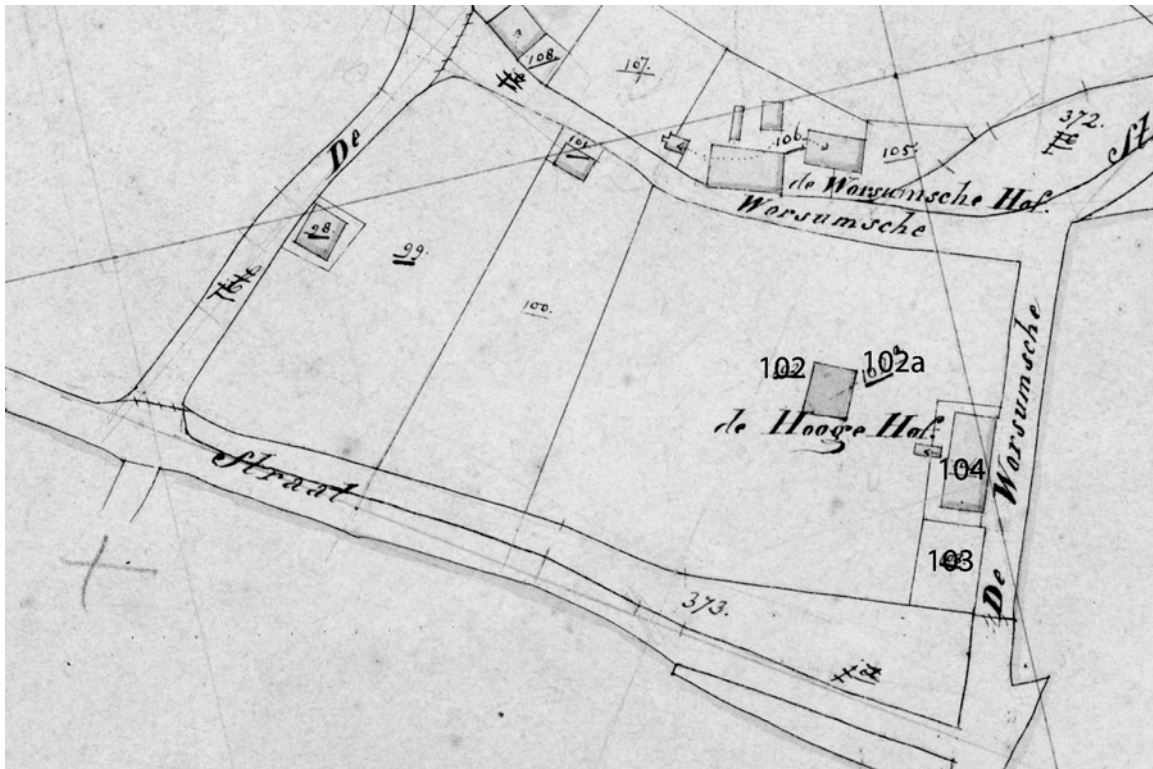 108.
107.
372.
St
De
101.
106.
105.
de Worsumsche Hof.
Worsumsche
98.
99.
100.
Worsumsche
102
102a
de Hooge Hof.
104
Straat
103
De
373.